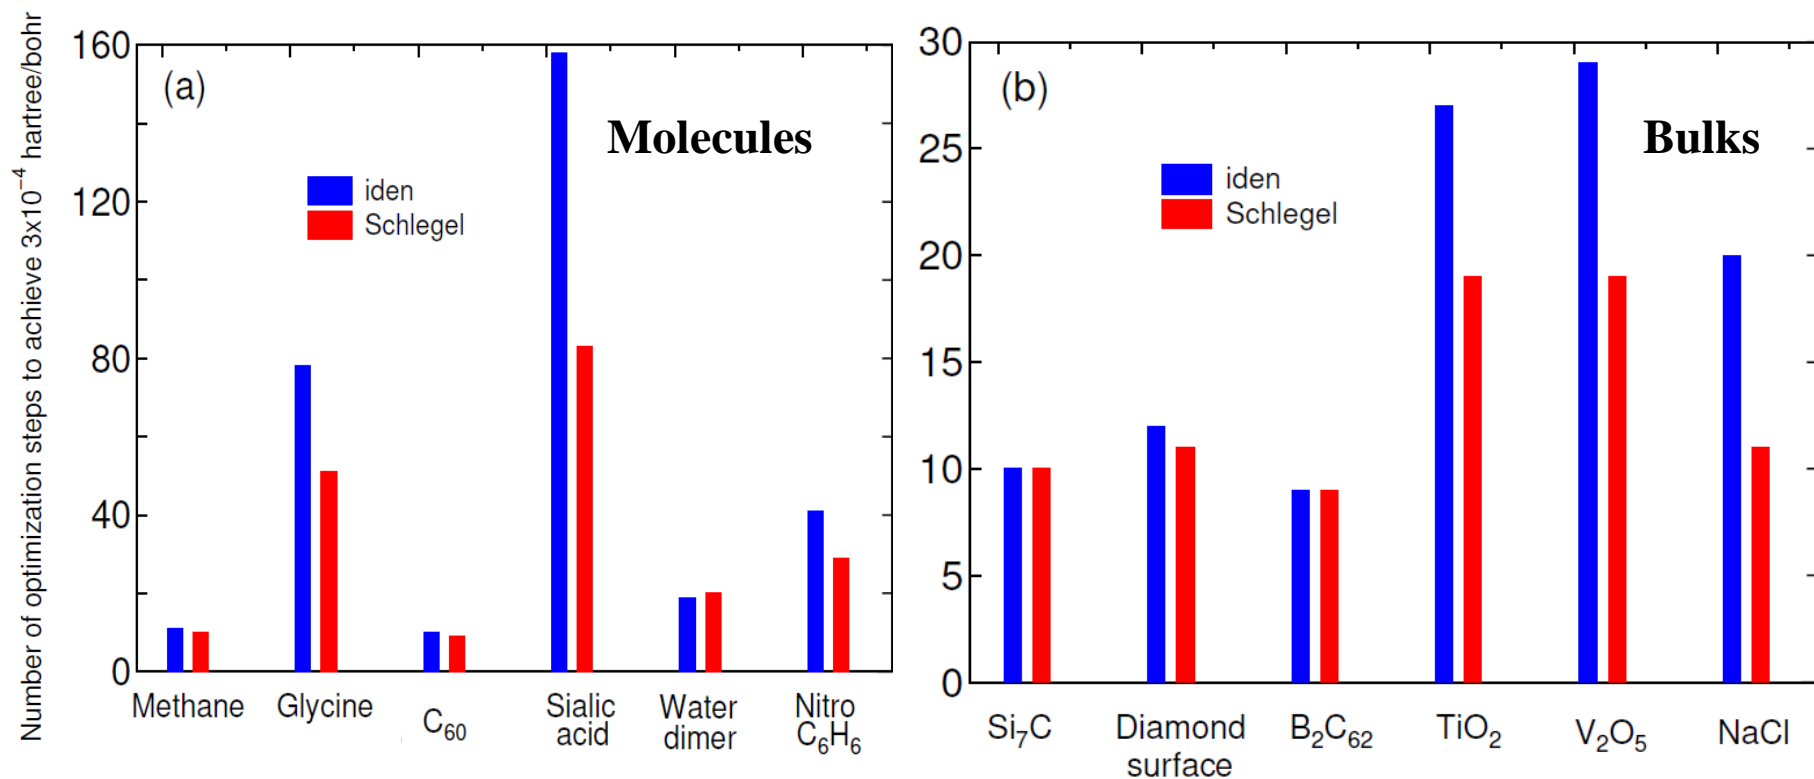 Number of optimization steps to achieve 3x10⁻⁴ hartree/bohr
(a)
Molecules
iden
Schlegel
160
120
80
40
0
Methane
Glycine
C₆₀
Sialic
acid
Water
dimer
Nitro
C₆H₆
(b)
Bulks
iden
Schlegel
30
25
20
15
10
5
0
Si₇C
Diamond
surface
B₂C₆₂
TiO₂
V₂O₅
NaCl